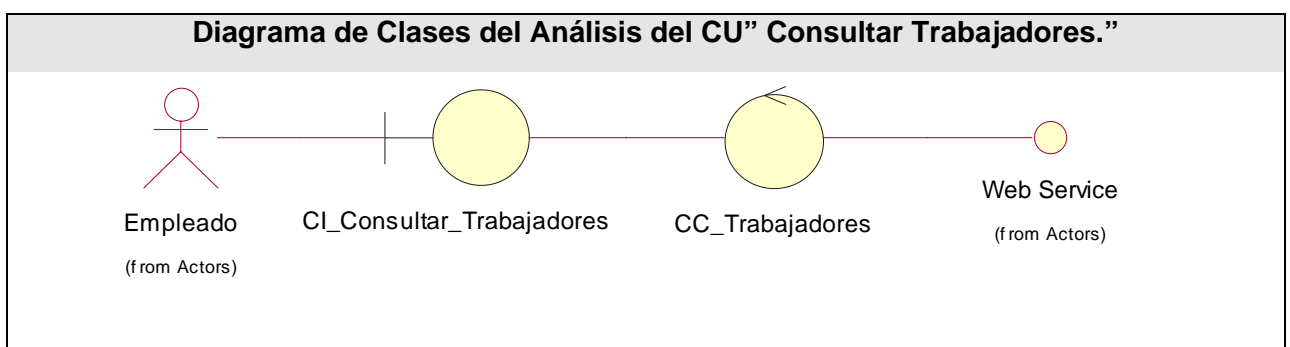 Diagrama de Clases del Análisis del CU” Consultar Trabajadores.”
Empleado
(from Actors)
CI_Consultar_Trabajadores
CC_Trabajadores
Web Service
(from Actors)